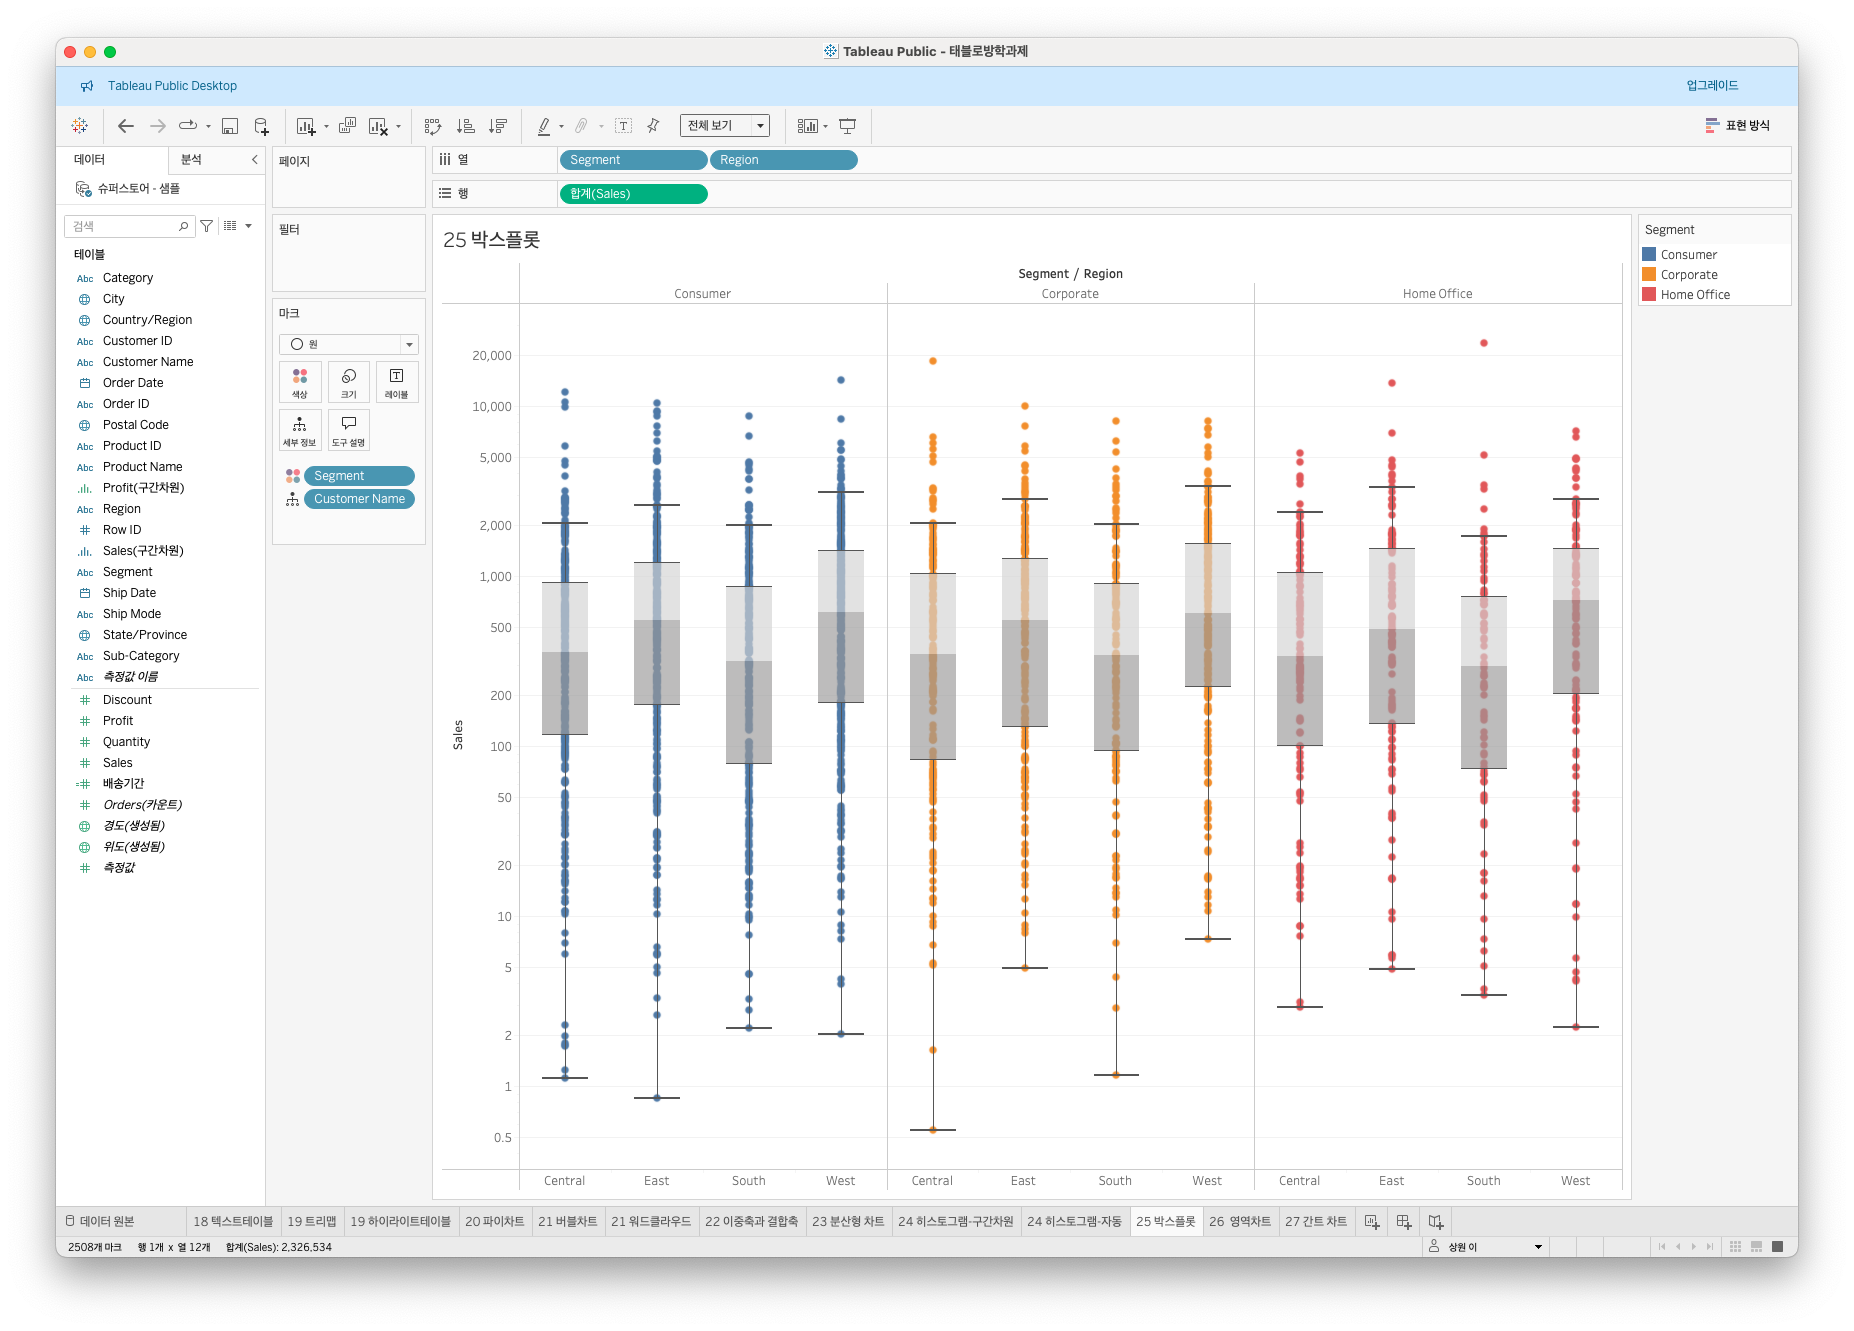 Tableau Public - 태블로방학과제
Tableau Public Desktop
업그레이드
전체 보기
표현 방식
데이터
분석
슈퍼스토어 - 샘플
검색
테이블
Abc Category
City
Country/Region
Abc Customer ID
Abc Customer Name
Order Date
Abc Order ID
Postal Code
Abc Product ID
Abc Product Name
Profit(구간차원)
Abc Region
Row ID
Sales(구간차원)
Abc Segment
Ship Date
Abc Ship Mode
State/Province
Abc Sub-Category
Abc 측정값 이름
Discount
Profit
Quantity
Sales
배송기간
Orders(카운트)
경도(생성됨)
위도(생성됨)
측정값
페이지
필터
마크
원
색상
크기
레이블
세부 정보
도구 설명
Segment
Customer Name
열
Segment
Region
행
합계(Sales)
25 박스플롯
Segment / Region
Consumer
Corporate
Home Office
Sales
20,000
10,000
5,000
2,000
1,000
500
200
100
50
20
10
5
2
1
0.5
Central
East
South
West
Central
East
South
West
Central
East
South
West
Segment
Consumer
Corporate
Home Office
데이터 원본
18 텍스트테이블
19 트리맵
19 하이라이트테이블
20 파이차트
21 버블차트
21 워드클라우드
22 이중축과 결합축
23 분산형 차트
24 히스토그램-구간차원
24 히스토그램-자동
25 박스플롯
26 영역차트
27 간트 차트
2508개 마크
행 1개 x 열 12개
합계(Sales): 2,326,534
상원 이